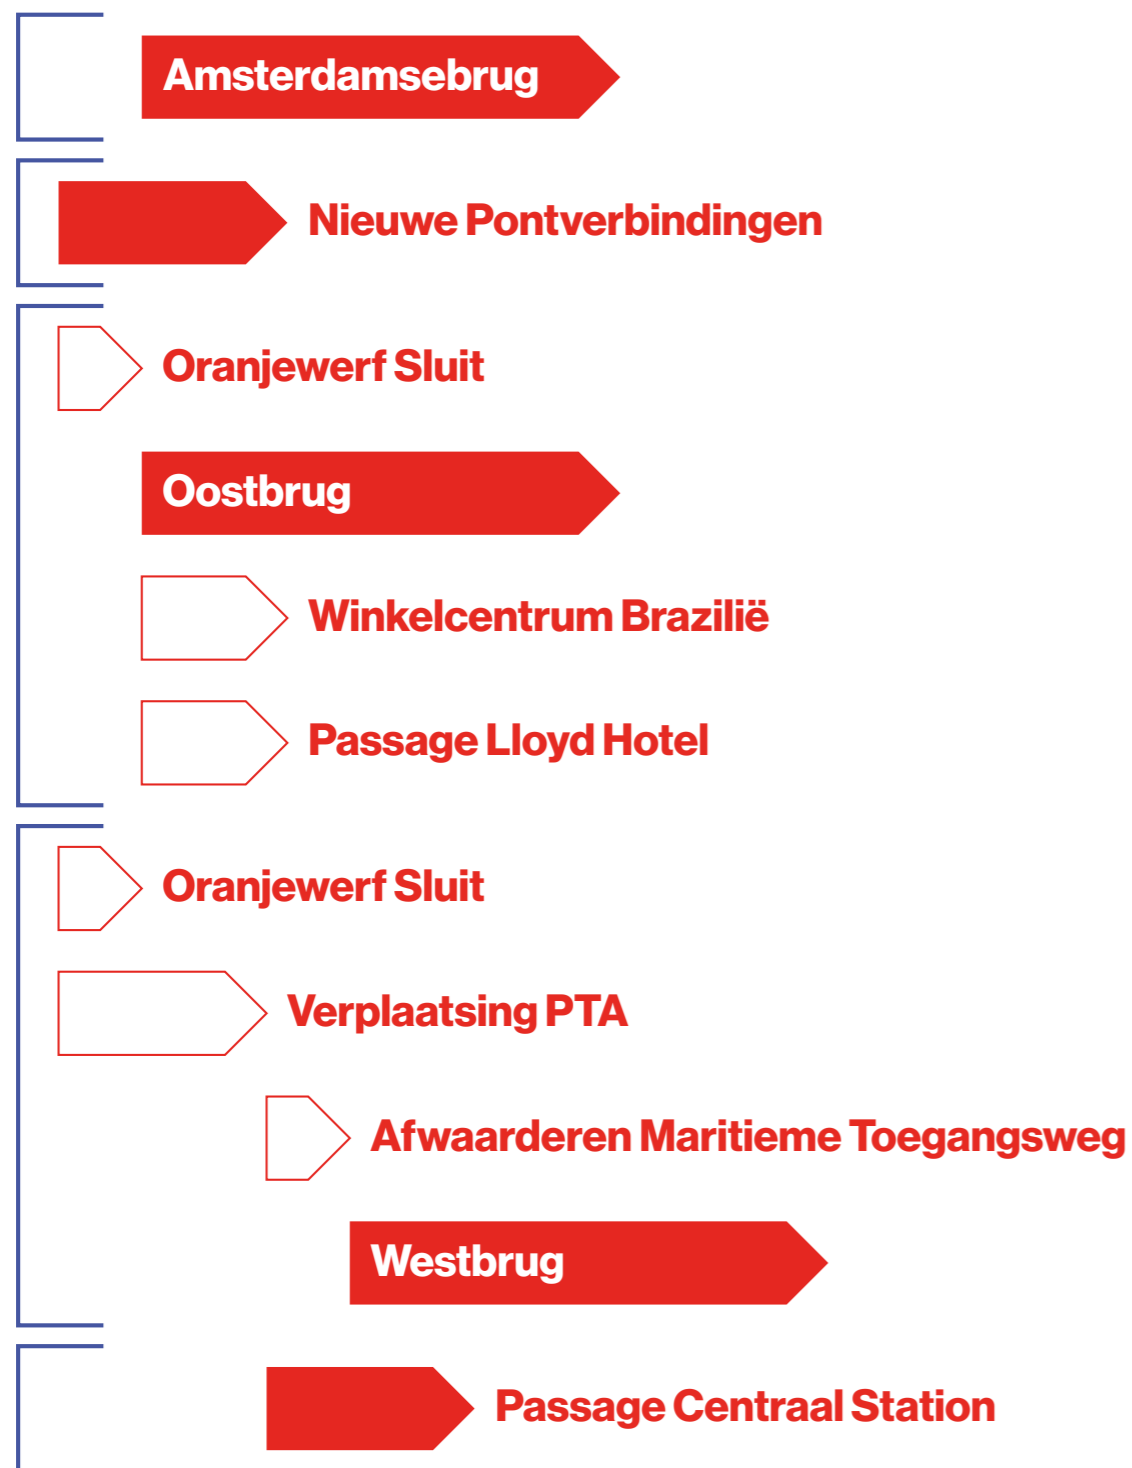 Amsterdamsebrug
Nieuwe Pontverbindingen
Oranjewerf Sluit
Oostbrug
Winkelcentrum Brazilië
Passage Lloyd Hotel
Oranjewerf Sluit
Verplaatsing PTA
Afwaarderen Maritieme Toegangsweg
Westbrug
Passage Centraal Station